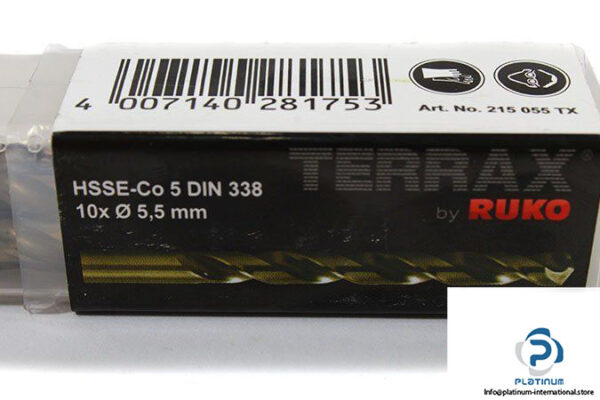 4 007140 281753
Art. No. 215 055 TX
TERRAX®
HSSE-Co 5 DIN 338
10x Ø 5,5 mm
by RUKO
PLATINUM
Info@platinum-international.store